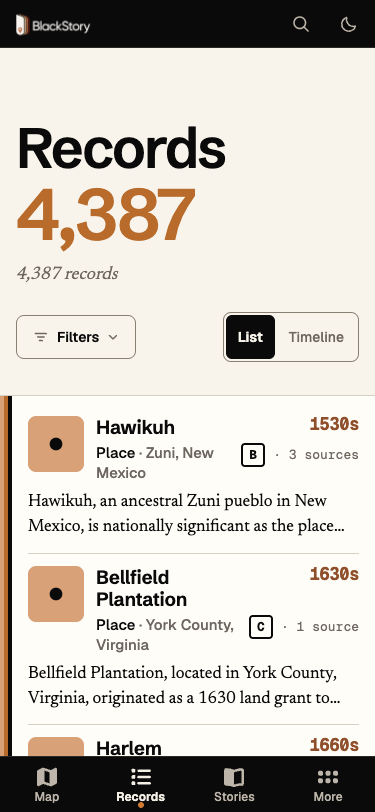 BlackStory
Records
4,387
4,387 records
Filters
List
Timeline
Hawikuh
1530s
Place · Zuni, New
Mexico
B · 3 sources
Hawikuh, an ancestral Zuni pueblo in New
Mexico, is nationally significant as the place...
Bellfield
Plantation
1630s
Place · York County,
Virginia
C · 1 source
Bellfield Plantation, located in York County,
Virginia, originated as a 1630 land grant to...
Harlem
1660s
Map
Records
Stories
More